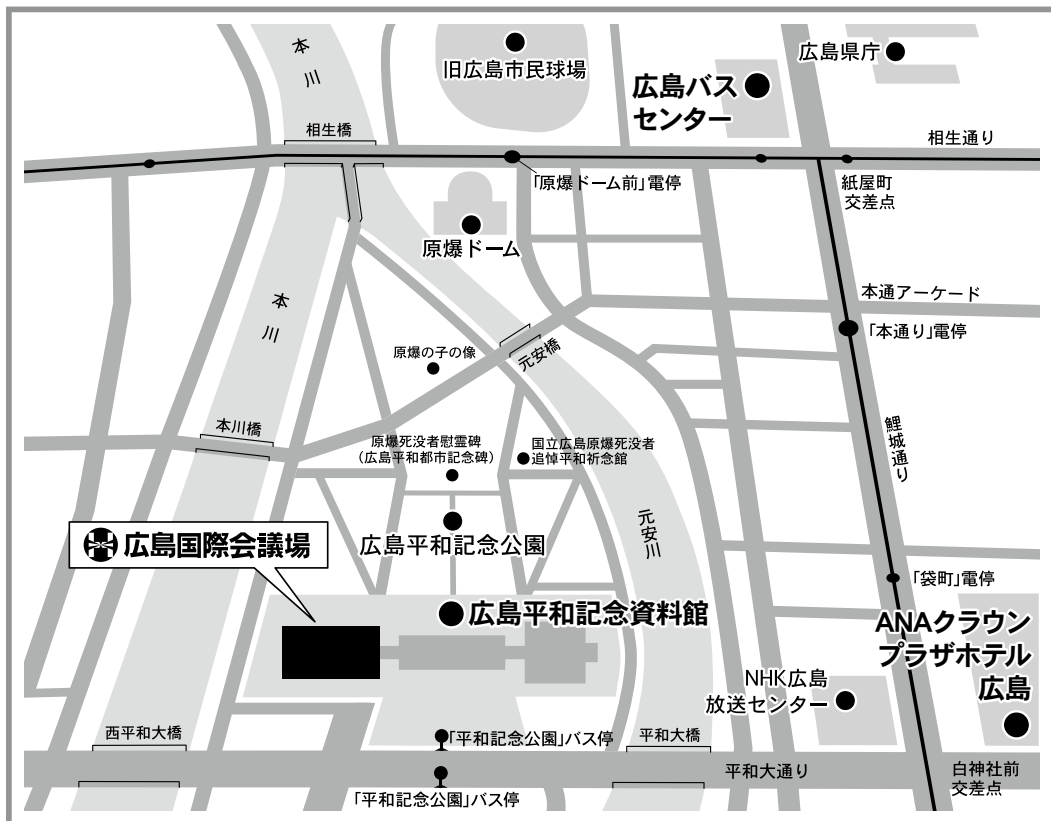 本川
旧広島市民球場
広島バス
センター
広島県庁
相生橋
相生通り
「原爆ドーム前」電停
紙屋町
交差点
原爆ドーム
本川
本通アーケード
「本通り」電停
元安橋
原爆の子の像
本川橋
原爆死没者慰霊碑
(広島平和都市記念碑)
国立広島原爆死没者
追悼平和祈念館
鯉城通り
広島国際会議場
広島平和記念公園
元安川
「袋町」電停
広島平和記念資料館
ANAクラウン
プラザホテル
広島
NHK広島
放送センター
西平和大橋
「平和記念公園」バス停
平和大橋
平和大通り
白神社前
交差点
「平和記念公園」バス停